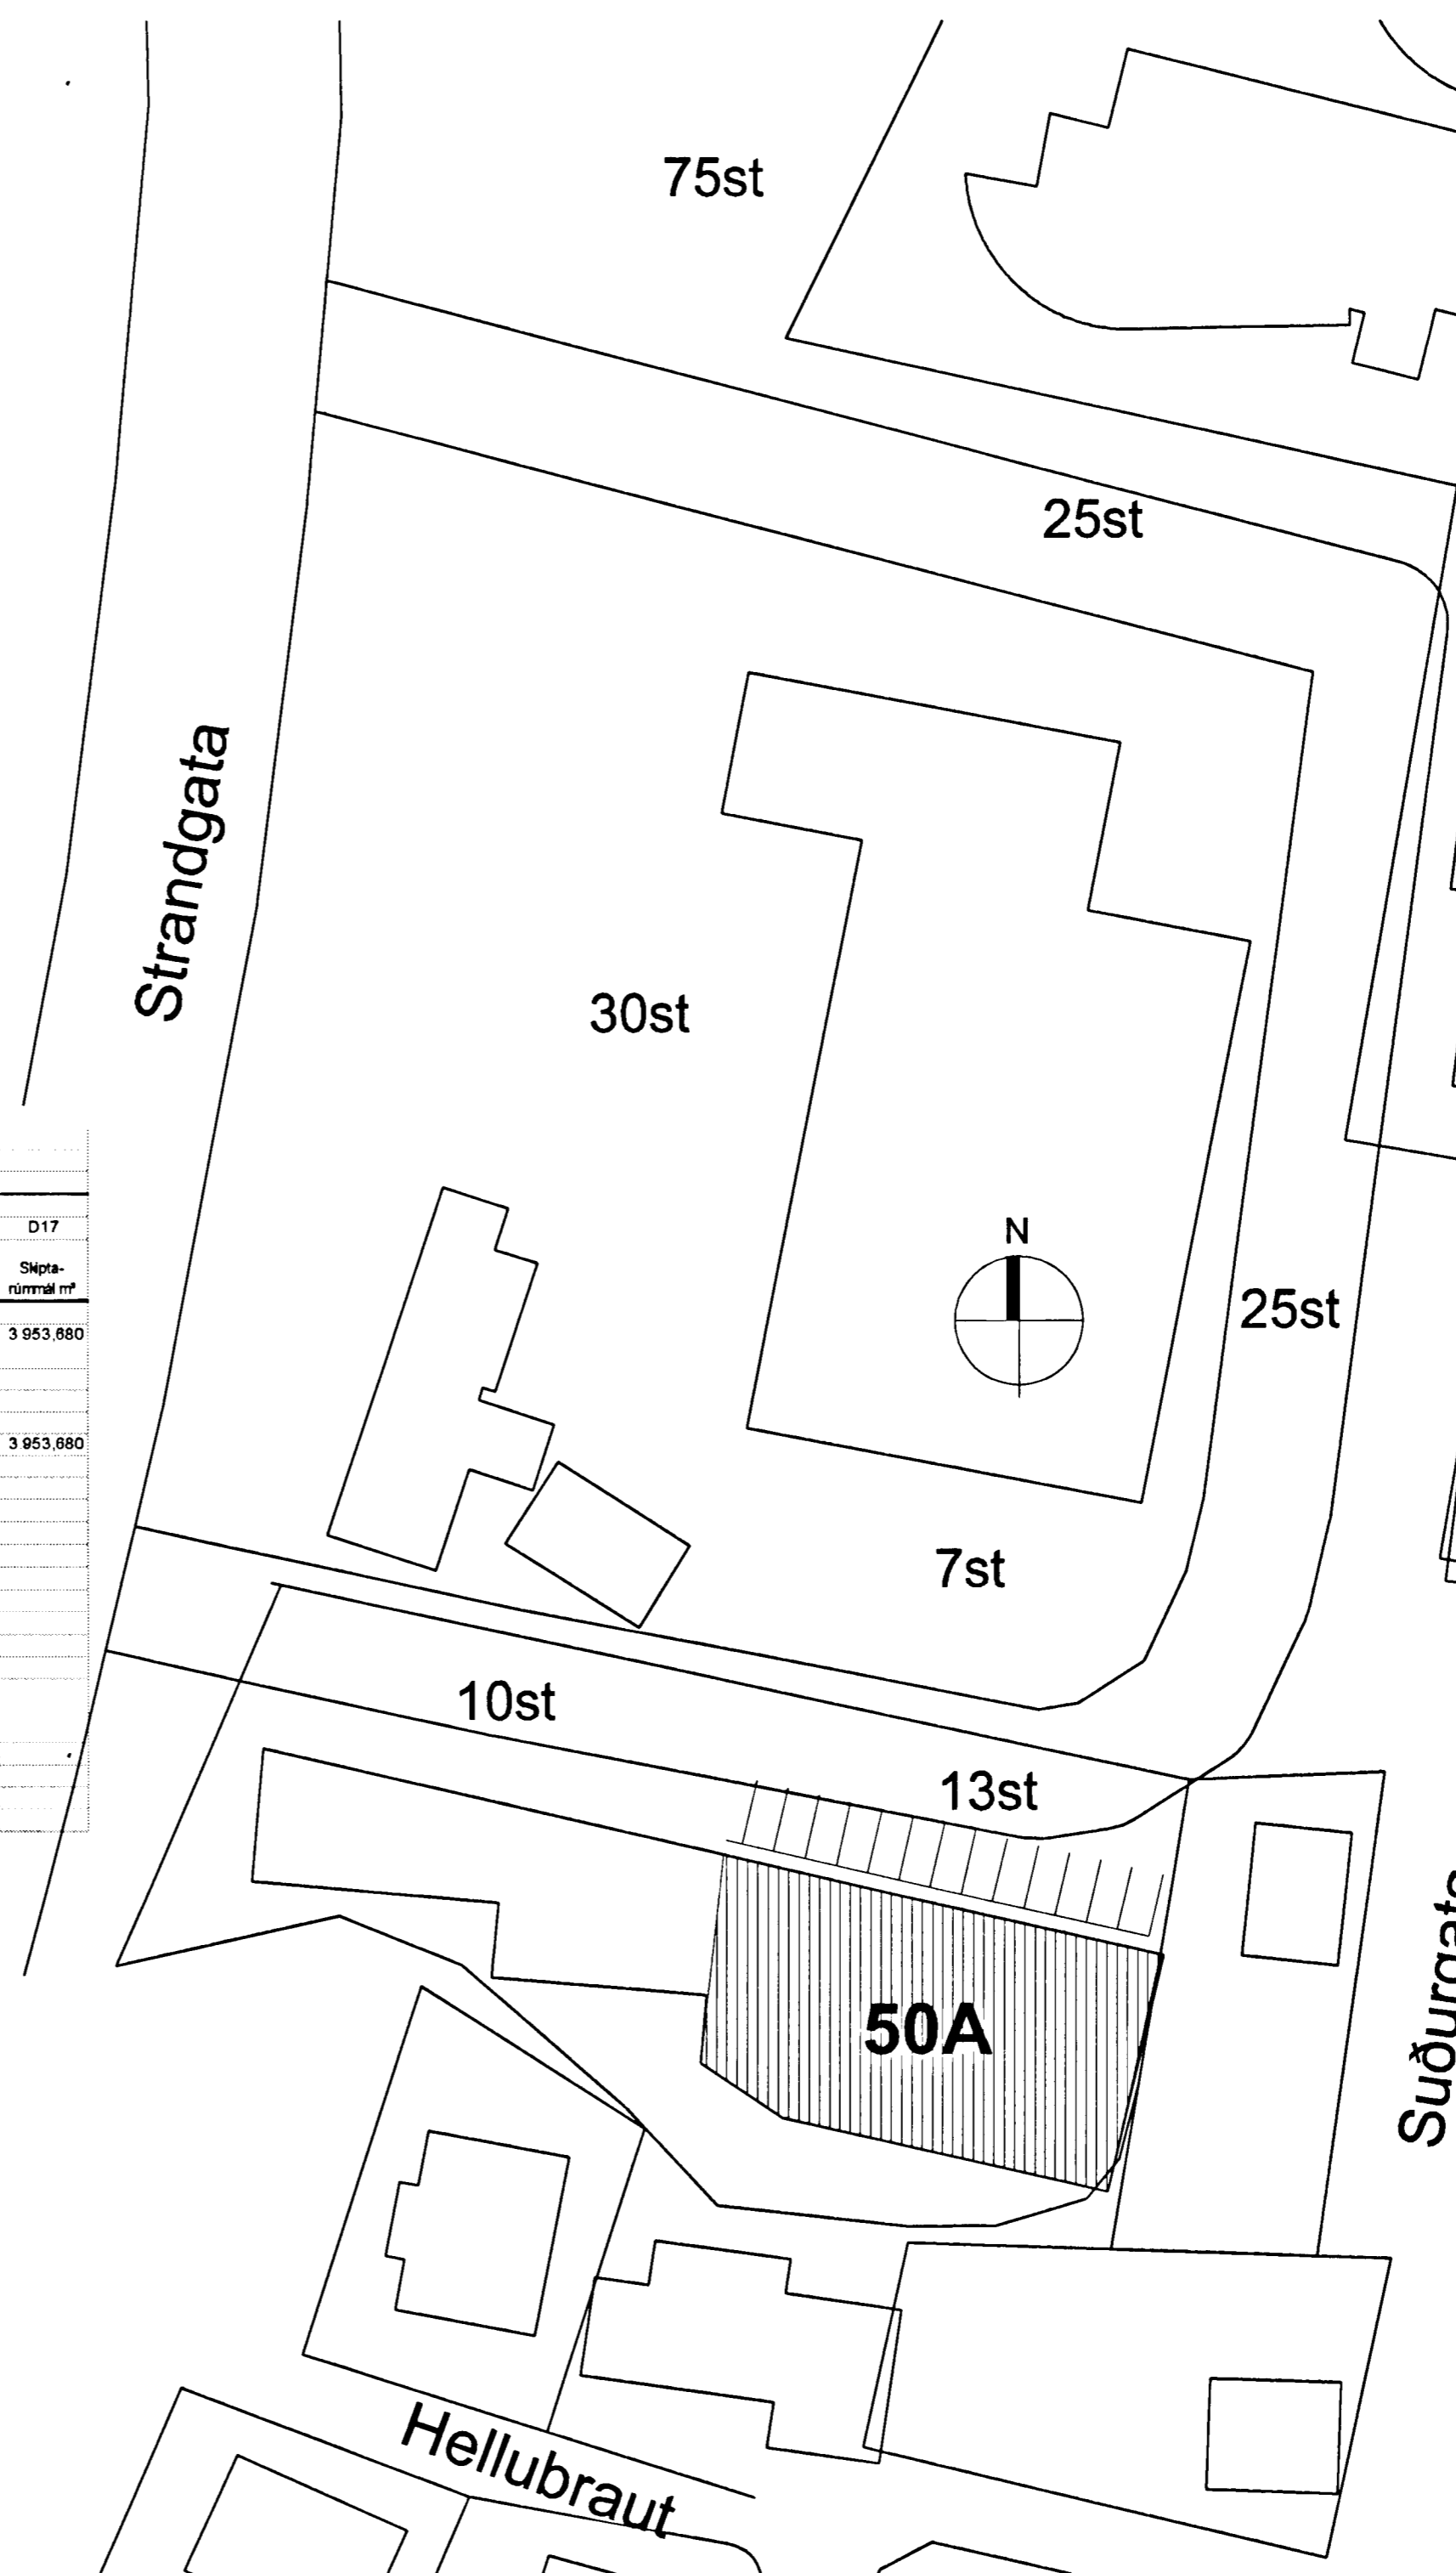 75st
25st
Strandgata
30st
N
D17
Skipta-
rúmmál m³
25st
3 953,680
3 953,680
7st
10st
13st
50A
Suðurgata
Hellubraut